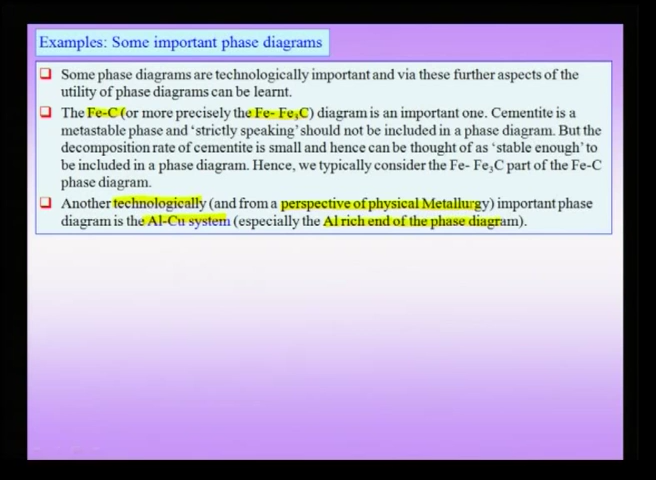 Examples: Some important phase diagrams
❑ Some phase diagrams are technologically important and via these further aspects of the
utility of phase diagrams can be learnt.
❑ The Fe-C (or more precisely the Fe- Fe₃C) diagram is an important one. Cementite is a
metastable phase and ‘strictly speaking’ should not be included in a phase diagram. But the
decomposition rate of cementite is small and hence can be thought of as ‘stable enough’ to
be included in a phase diagram. Hence, we typically consider the Fe- Fe₃C part of the Fe-C
phase diagram.
❑ Another technologically (and from a perspective of physical Metallurgy) important phase
diagram is the Al-Cu system (especially the Al rich end of the phase diagram).